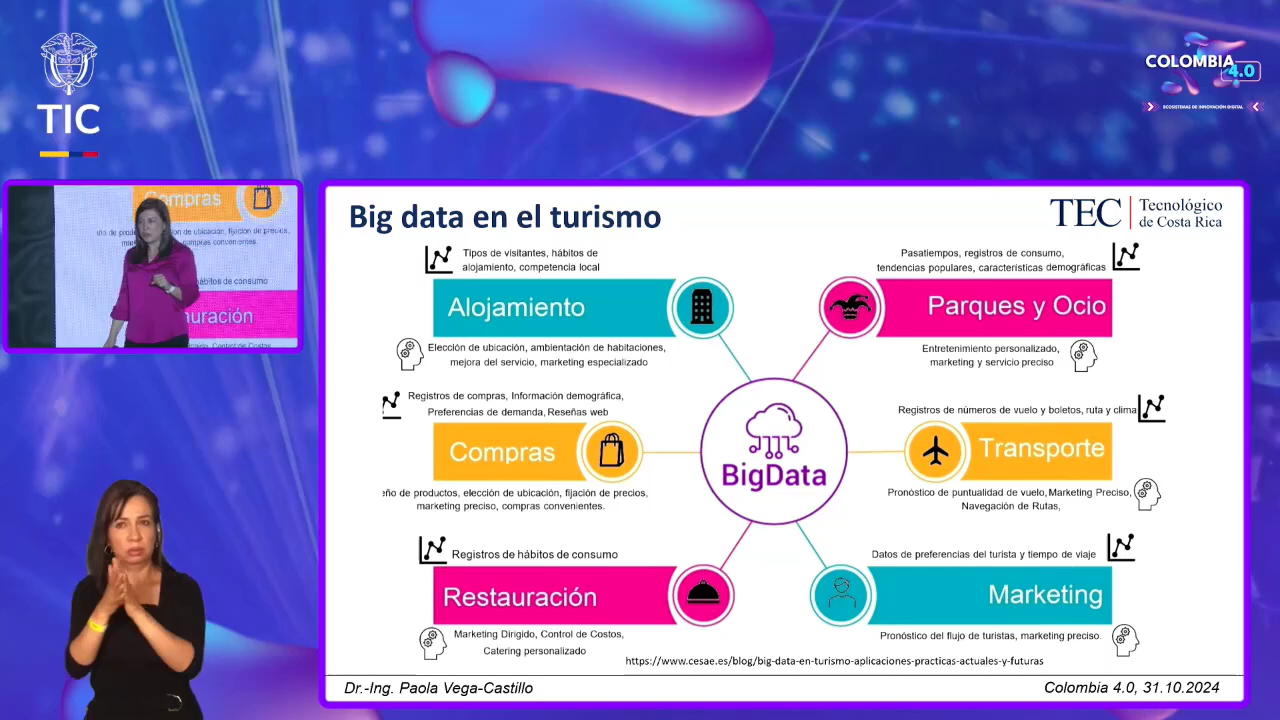 TIC
COLOMBIA
4.0
ECOSISTEMAS DE INNOVACIÓN DIGITAL
Compras
hábitos de consumo
Big data en el turismo
TEC
Tecnológico
de Costa Rica
Tipos de visitantes, hábitos de
alojamiento, competencia local
Alojamiento
Elección de ubicación, ambientación de habitaciones,
mejora del servicio, marketing especializado
Pasatiempos, registros de consumo,
tendencias populares, características demográficas
Parques y Ocio
Entretenimiento personalizado,
marketing y servicio preciso
Registros de compras, Información demográfica,
Preferencias de demanda, Reseñas web
Compras
eño de productos, elección de ubicación, fijación de precios,
marketing preciso, compras convenientes.
BigData
Registros de números de vuelo y boletos, ruta y clima
Transporte
Pronóstico de puntualidad de vuelo, Marketing Preciso,
Navegación de Rutas,
Registros de hábitos de consumo
Restauración
Marketing Dirigido, Control de Costos,
Catering personalizado
Datos de preferencias del turista y tiempo de viaje
Marketing
Pronóstico del flujo de turistas, marketing preciso.
https://www.cesae.es/blog/big-data-en-turismo-aplicaciones-practicas-actuales-y-futuras
Dr.-Ing. Paola Vega-Castillo
Colombia 4.0, 31.10.2024